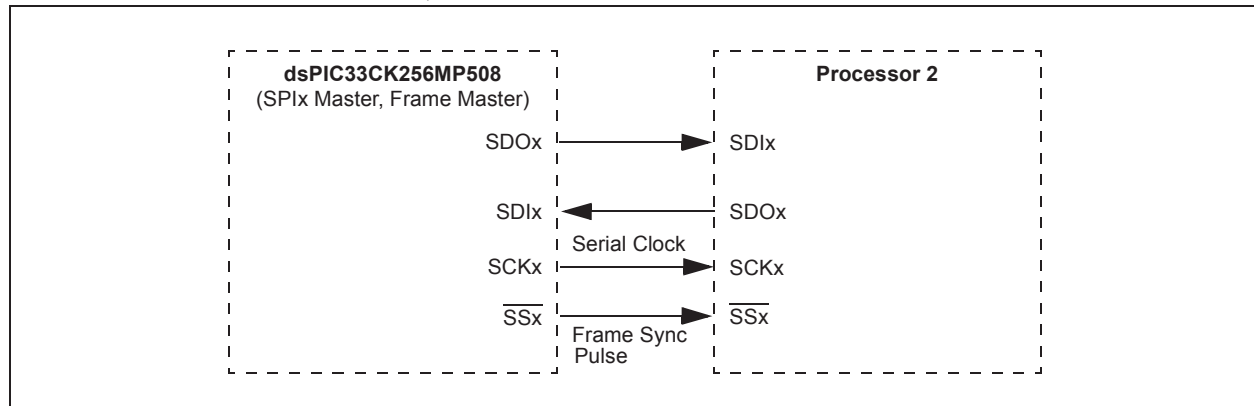 dsPIC33CK256MP508
(SPIx Master, Frame Master)
Processor 2
SDOx
SDIx
SDIx
SDOx
Serial Clock
SCKx
SCKx
SSx
SSx
Frame Sync
Pulse